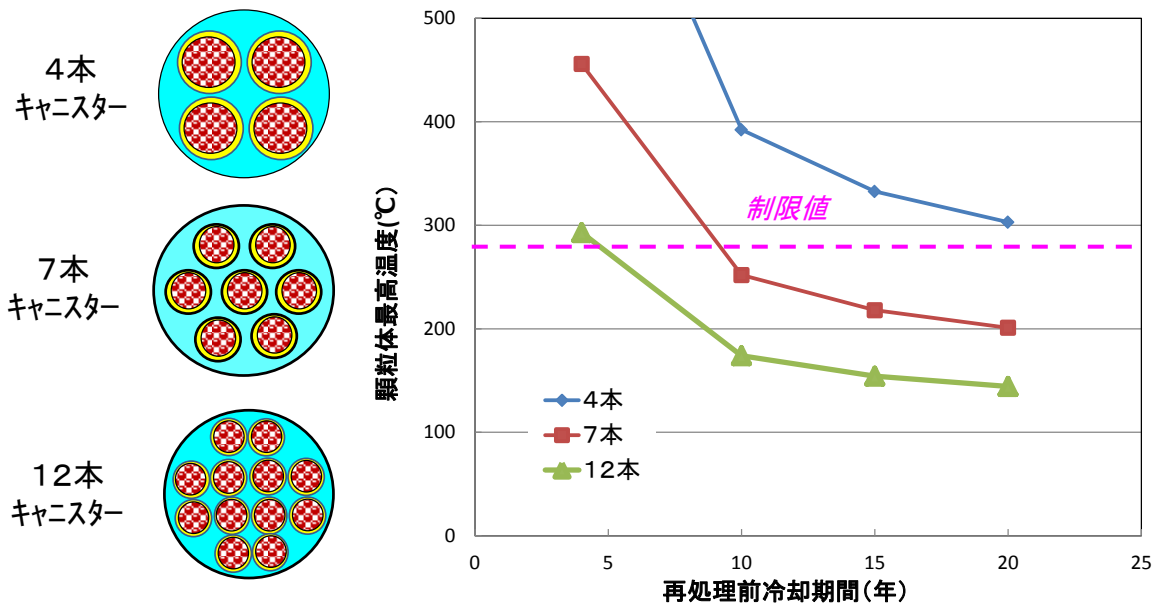 4本
キャニスター
7本
キャニスター
12本
キャニスター
顆粒体最高温度(℃)
500
400
300
200
100
0
制限値
4本
7本
12本
0
5
10
15
20
25
再処理前冷却期間(年)